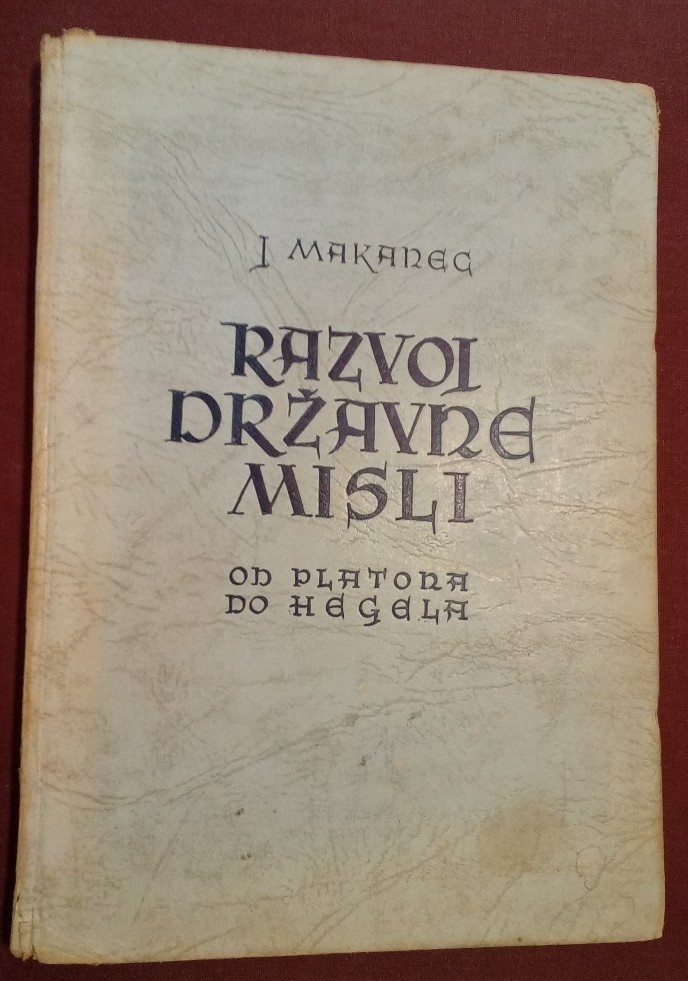 J MAKANEC
RAZVOJ
DRŽAVNE
MISLI
OD PLATONA
DO HEGELA